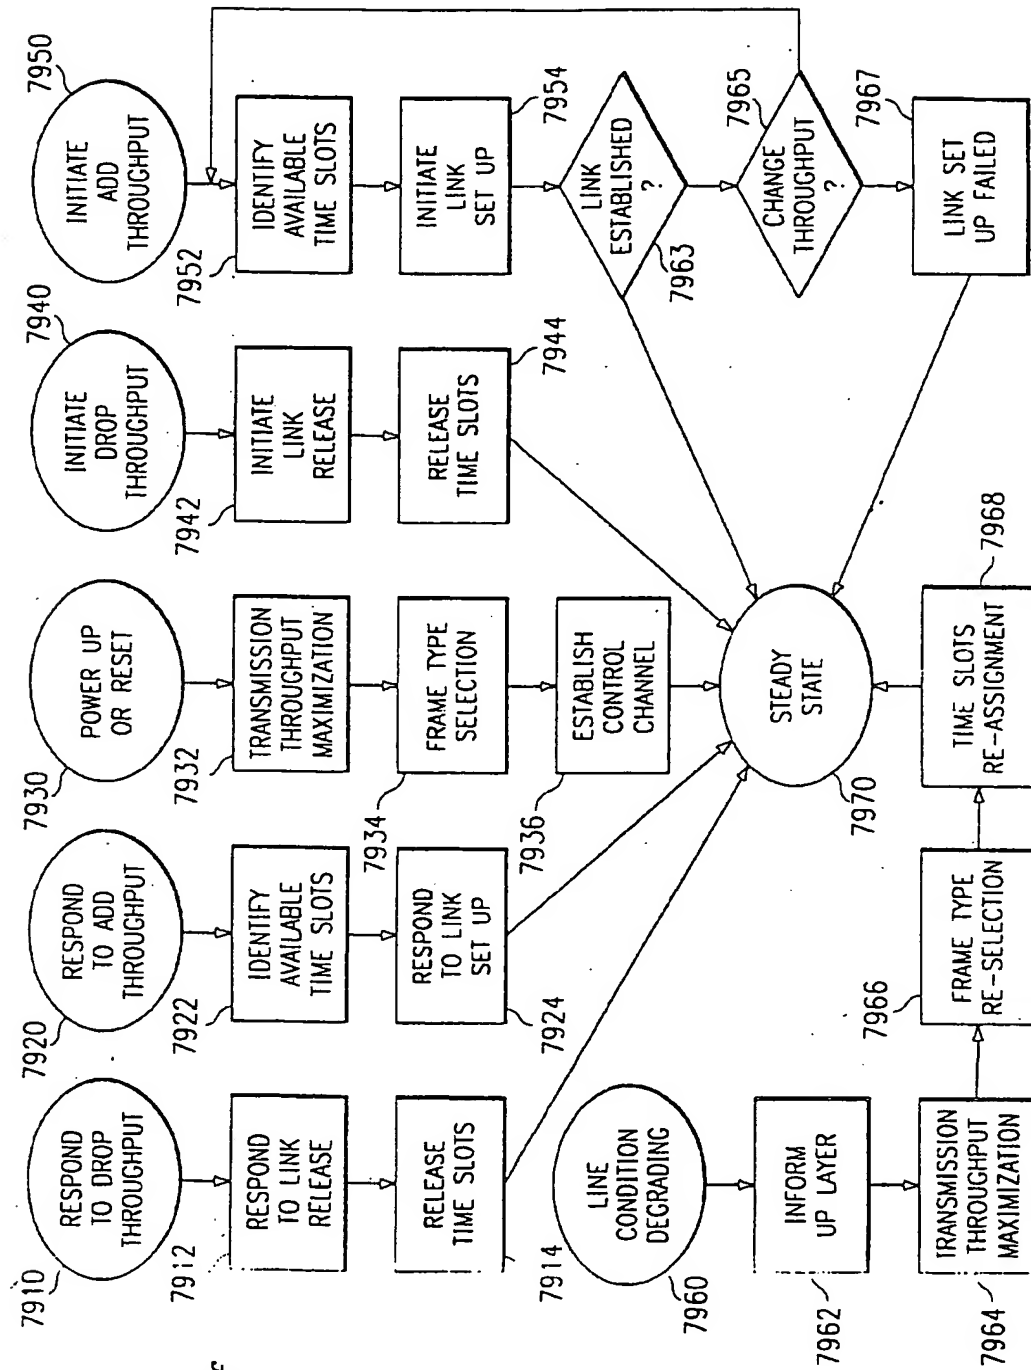 7910
RESPOND
TO DROP
THROUGHPUT
7912
RESPOND
TO LINK
RELEASE
RELEASE
TIME SLOTS
7914
7920
RESPOND
TO ADD
THROUGHPUT
7922
IDENTIFY
AVAILABLE
TIME SLOTS
RESPOND
TO LINK
SET UP
7924
7930
POWER UP
OR RESET
7932
TRANSMISSION
THROUGHPUT
MAXIMIZATION
7934
FRAME TYPE
SELECTION
7936
ESTABLISH
CONTROL
CHANNEL
7940
INITIATE
DROP
THROUGHPUT
7942
INITIATE
LINK
RELEASE
RELEASE
TIME SLOTS
7944
7950
INITIATE
ADD
THROUGHPUT
7952
IDENTIFY
AVAILABLE
TIME SLOTS
INITIATE
LINK
SET UP
7954
LINK
ESTABLISHED
?
7963
7965
CHANGE
THROUGHPUT
?
7967
LINK SET
UP FAILED
LINE
CONDITION
DEGRADING
7960
INFORM
UP LAYER
7962
TRANSMISSION
THROUGHPUT
MAXIMIZATION
7964
7966
FRAME TYPE
RE-SELECTION
TIME SLOTS
RE-ASSIGNMENT
7968
STEADY
STATE
7970